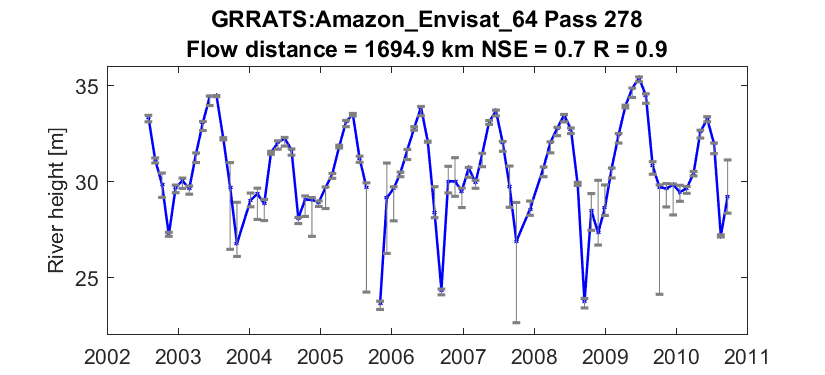 GRRATS:Amazon_Envisat_64 Pass 278
Flow distance = 1694.9 km NSE = 0.7 R = 0.9
River height [m]
35
30
25
2002 2003 2004 2005 2006 2007 2008 2009 2010 2011